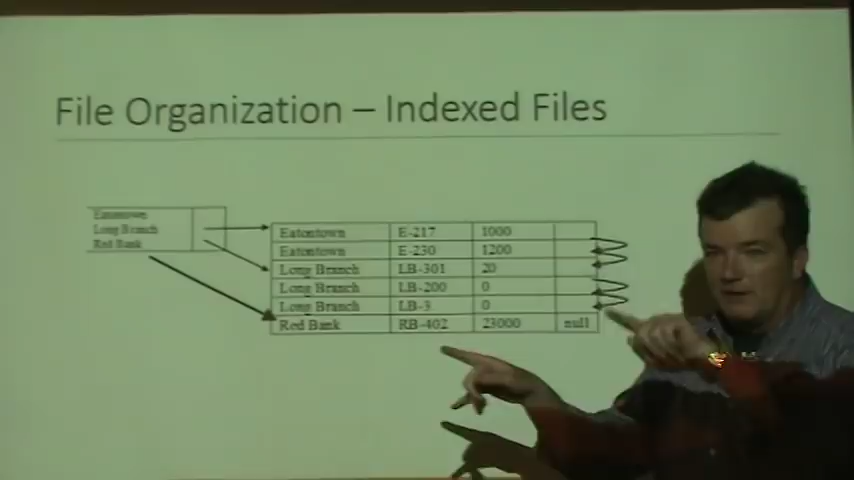 File Organization – Indexed Files
Eatontown
Long Branch
Red Bank
Eatontown E-217 1000
Eatontown E-230 1200
Long Branch LB-301 20
Long Branch LB-200 0
Long Branch LB-3 0
Red Bank RB-402 23000 null